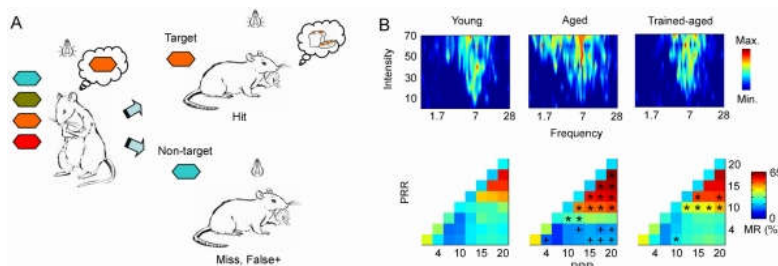 A
Target
Hit
Non-target
Miss, False+
B
Young
Aged
Trained-aged
Intensity
70
50
30
10
1.7
7
28
1.7
7
28
1.7
7
28
Frequency
Max.
Min.
PRR
4
10
15 20
4
10
15 20
4
10
15 20
20
15
10
4
65
0
MR (%)